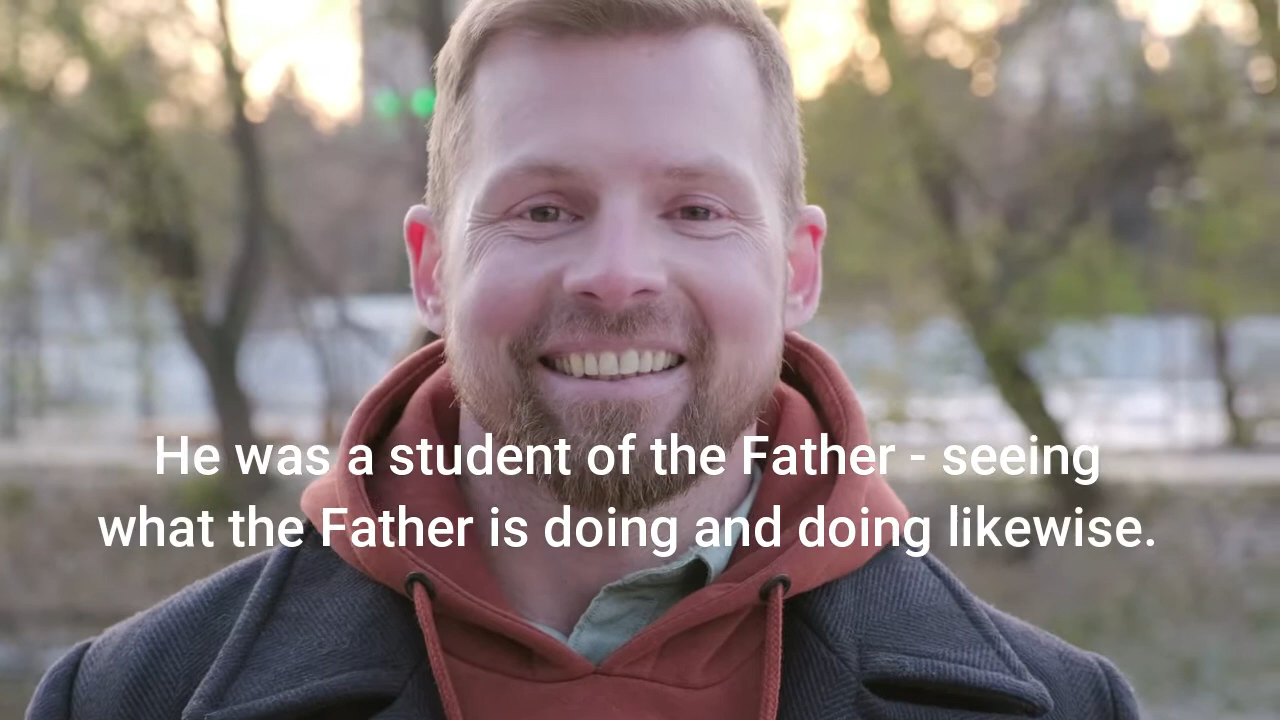 He was a student of the Father - seeing
what the Father is doing and doing likewise.